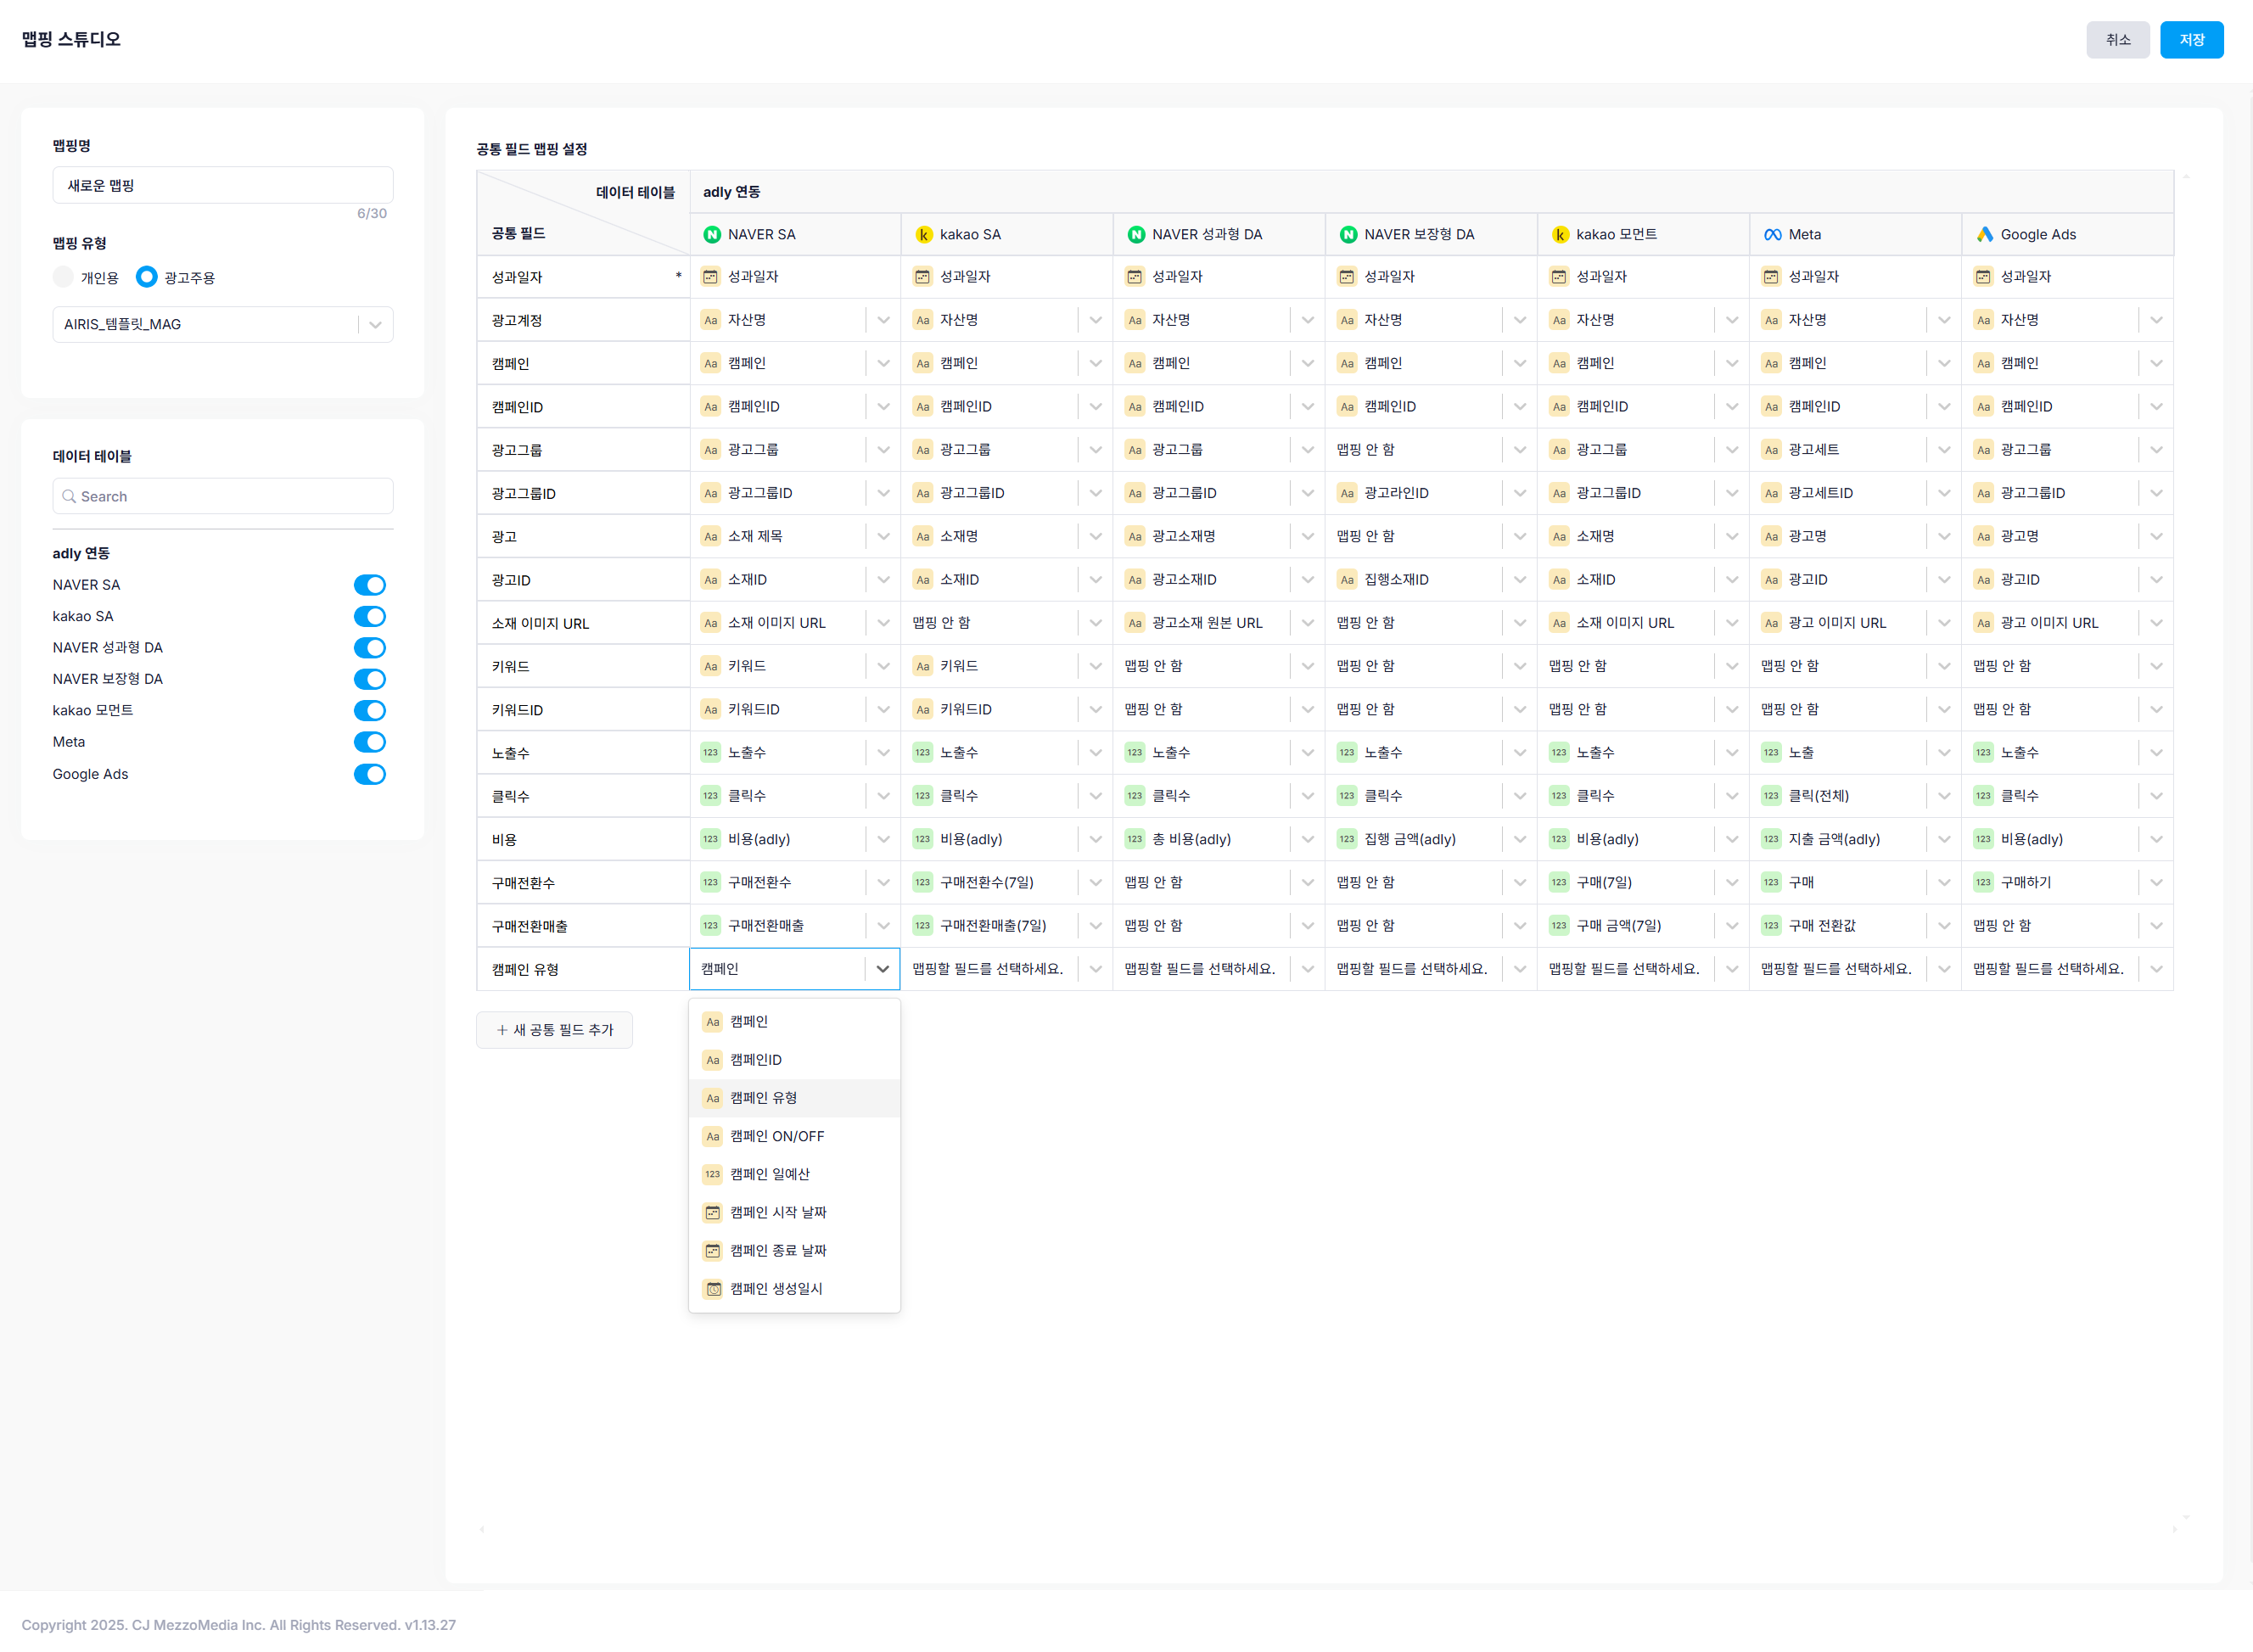 맵핑 스튜디오
취소
저장
맵핑명
새로운 맵핑
6/30
맵핑 유형
개인용
광고주용
AIRIS_템플릿_MAG
데이터 테이블
Search
adly 연동
NAVER SA
kakao SA
NAVER 성과형 DA
NAVER 보장형 DA
kakao 모먼트
Meta
Google Ads
공통 필드 맵핑 설정
데이터 테이블 adly 연동
공통 필드 NAVER SA kakao SA NAVER 성과형 DA NAVER 보장형 DA kakao 모먼트 Meta Google Ads
성과일자 * 성과일자 성과일자 성과일자 성과일자 성과일자 성과일자 성과일자
광고계정 Aa 자산명 Aa 자산명 Aa 자산명 Aa 자산명 Aa 자산명 Aa 자산명 Aa 자산명
캠페인 Aa 캠페인 Aa 캠페인 Aa 캠페인 Aa 캠페인 Aa 캠페인 Aa 캠페인 Aa 캠페인
캠페인ID Aa 캠페인ID Aa 캠페인ID Aa 캠페인ID Aa 캠페인ID Aa 캠페인ID Aa 캠페인ID Aa 캠페인ID
광고그룹 Aa 광고그룹 Aa 광고그룹 Aa 광고그룹 맵핑 안 함 Aa 광고그룹 Aa 광고세트 Aa 광고그룹
광고그룹ID Aa 광고그룹ID Aa 광고그룹ID Aa 광고그룹ID Aa 광고라인ID Aa 광고그룹ID Aa 광고세트ID Aa 광고그룹ID
광고 Aa 소재 제목 Aa 소재명 Aa 광고소재명 맵핑 안 함 Aa 소재명 Aa 광고명 Aa 광고명
광고ID Aa 소재ID Aa 소재ID Aa 광고소재ID Aa 집행소재ID Aa 소재ID Aa 광고ID Aa 광고ID
소재 이미지 URL Aa 소재 이미지 URL 맵핑 안 함 Aa 광고소재 원본 URL 맵핑 안 함 Aa 소재 이미지 URL Aa 광고 이미지 URL Aa 광고 이미지 URL
키워드 Aa 키워드 Aa 키워드 맵핑 안 함 맵핑 안 함 맵핑 안 함 맵핑 안 함 맵핑 안 함
키워드ID Aa 키워드ID Aa 키워드ID 맵핑 안 함 맵핑 안 함 맵핑 안 함 맵핑 안 함 맵핑 안 함
노출수 123 노출수 123 노출수 123 노출수 123 노출수 123 노출수 123 노출 123 노출수
클릭수 123 클릭수 123 클릭수 123 클릭수 123 클릭수 123 클릭수 123 클릭(전체) 123 클릭수
비용 123 비용(adly) 123 비용(adly) 123 총 비용(adly) 123 집행 금액(adly) 123 비용(adly) 123 지출 금액(adly) 123 비용(adly)
구매전환수 123 구매전환수 123 구매전환수(7일) 맵핑 안 함 맵핑 안 함 123 구매(7일) 123 구매 123 구매하기
구매전환매출 123 구매전환매출 123 구매전환매출(7일) 맵핑 안 함 맵핑 안 함 123 구매 금액(7일) 123 구매 전환값 맵핑 안 함
캠페인 유형 캠페인 맵핑할 필드를 선택하세요. 맵핑할 필드를 선택하세요. 맵핑할 필드를 선택하세요. 맵핑할 필드를 선택하세요. 맵핑할 필드를 선택하세요. 맵핑할 필드를 선택하세요.
+ 새 공통 필드 추가
Aa 캠페인
Aa 캠페인ID
Aa 캠페인 유형
Aa 캠페인 ON/OFF
123 캠페인 일예산
캠페인 시작 날짜
캠페인 종료 날짜
캠페인 생성일시
Copyright 2025. CJ MezzoMedia Inc. All Rights Reserved. v1.13.27